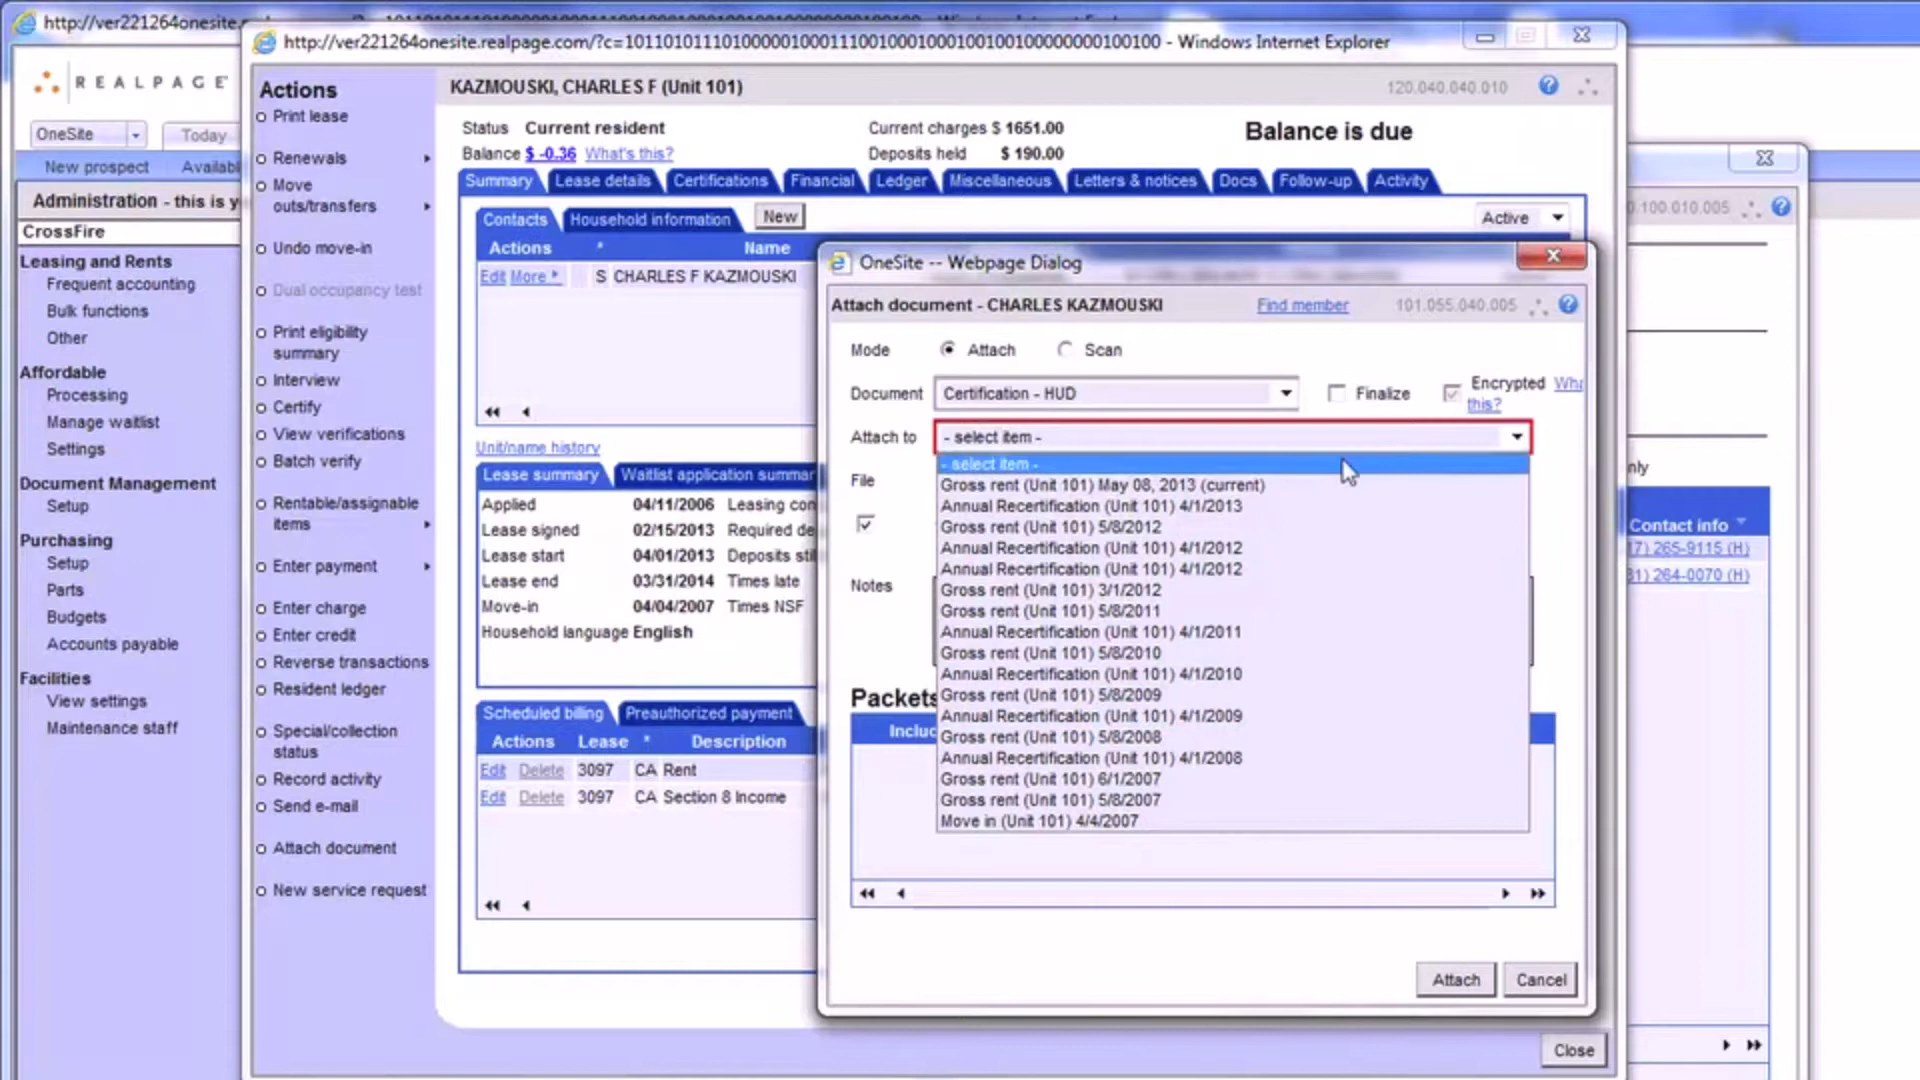 http://ver221264onesite.re
http://ver221264onesite.realpage.com/?c=1011010111010000010001110010001000100100100000000100100 - Windows Internet Explorer
REALPAGE
OneSite
Today
New prospect
Availabl
Administration - this is y
CrossFire
Leasing and Rents
Frequent accounting
Bulk functions
Other
Affordable
Processing
Manage waitlist
Settings
Document Management
Setup
Purchasing
Setup
Parts
Budgets
Accounts payable
Facilities
View settings
Maintenance staff
Actions
Print lease
Renewals
Move
outs/transfers
Undo move-in
Dual occupancy test
Print eligibility
summary
Interview
Certify
View verifications
Batch verify
Rentable/assignable
items
Enter payment
Enter charge
Enter credit
Reverse transactions
Resident ledger
Special/collection
status
Record activity
Send e-mail
Attach document
New service request
KAZMOUSKI, CHARLES F (Unit 101)
120.040.040.010
Status Current resident
Current charges $ 1651.00
Balance is due
Balance $ -0.36 What's this?
Deposits held $ 190.00
Summary Lease details Certifications Financial Ledger Miscellaneous Letters & notices Docs Follow-up Activity
Contacts Household information New
Active
Actions * Name
Edit More * S CHARLES F KAZMOUSKI
Unit/name history
Lease summary Waitlist application summar
Applied 04/11/2006 Leasing con
Lease signed 02/15/2013 Required de
Lease start 04/01/2013 Deposits sti
Lease end 03/31/2014 Times late
Move-in 04/04/2007 Times NSF
Household language English
Scheduled billing Preauthorized payment
Actions Lease * Description
Edit Delete 3097 CA Rent
Edit Delete 3097 CA Section 8 Income
OneSite -- Webpage Dialog
Attach document - CHARLES KAZMOUSKI
Find member
101.055.040.005
Mode Attach Scan
Document Certification - HUD Finalize Encrypted Wha
this?
Attach to - select item -
- select item -
File
Gross rent (Unit 101) May 08, 2013 (current)
Annual Recertification (Unit 101) 4/1/2013
Gross rent (Unit 101) 5/8/2012
Annual Recertification (Unit 101) 4/1/2012
Annual Recertification (Unit 101) 4/1/2012
Notes
Gross rent (Unit 101) 3/1/2012
Gross rent (Unit 101) 5/8/2011
Annual Recertification (Unit 101) 4/1/2011
Gross rent (Unit 101) 5/8/2010
Annual Recertification (Unit 101) 4/1/2010
Gross rent (Unit 101) 5/8/2009
Annual Recertification (Unit 101) 4/1/2009
Gross rent (Unit 101) 5/8/2008
Annual Recertification (Unit 101) 4/1/2008
Gross rent (Unit 101) 6/1/2007
Gross rent (Unit 101) 5/8/2007
Move in (Unit 101) 4/4/2007
Packets
Includ
Attach Cancel
Close
0.100.010.005
nly
Contact info
17) 265-9115 (H)
31) 264-0070 (H)